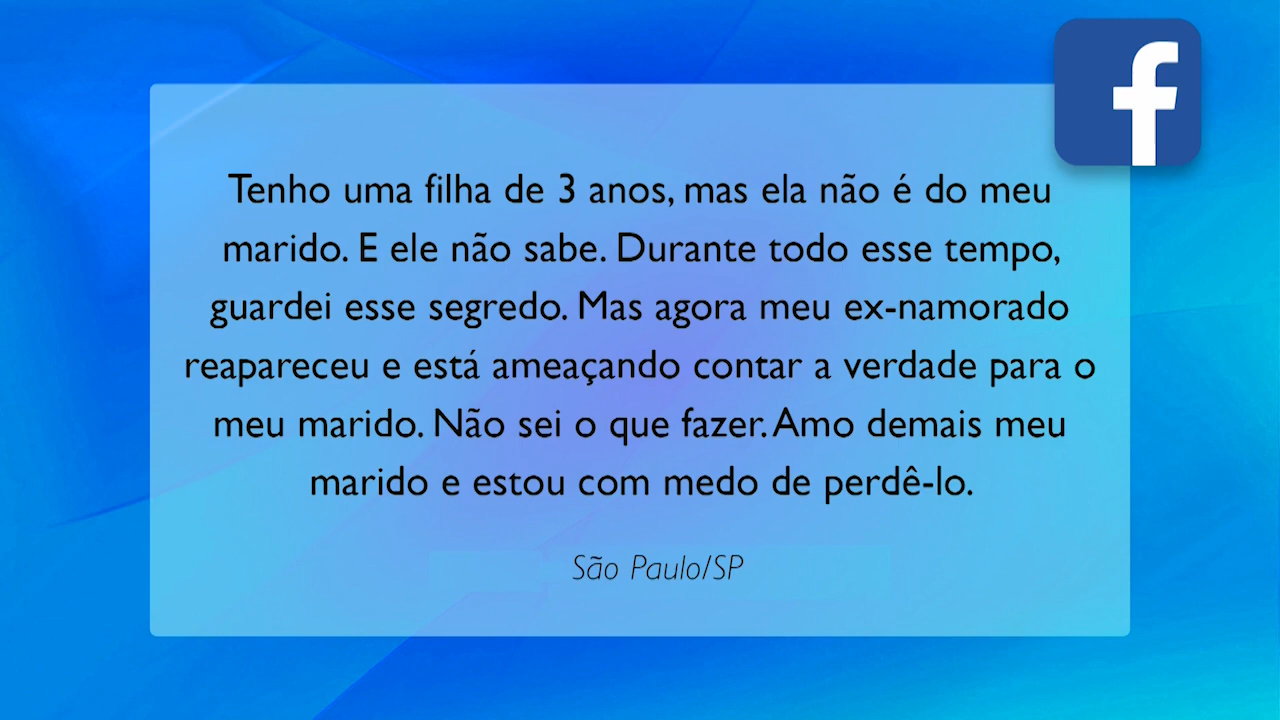 f
Tenho uma filha de 3 anos, mas ela não é do meu
marido. E ele não sabe. Durante todo esse tempo,
guardei esse segredo. Mas agora meu ex-namorado
reapareceu e está ameaçando contar a verdade para o
meu marido. Não sei o que fazer. Amo demais meu
marido e estou com medo de perdê-lo.
São Paulo/SP